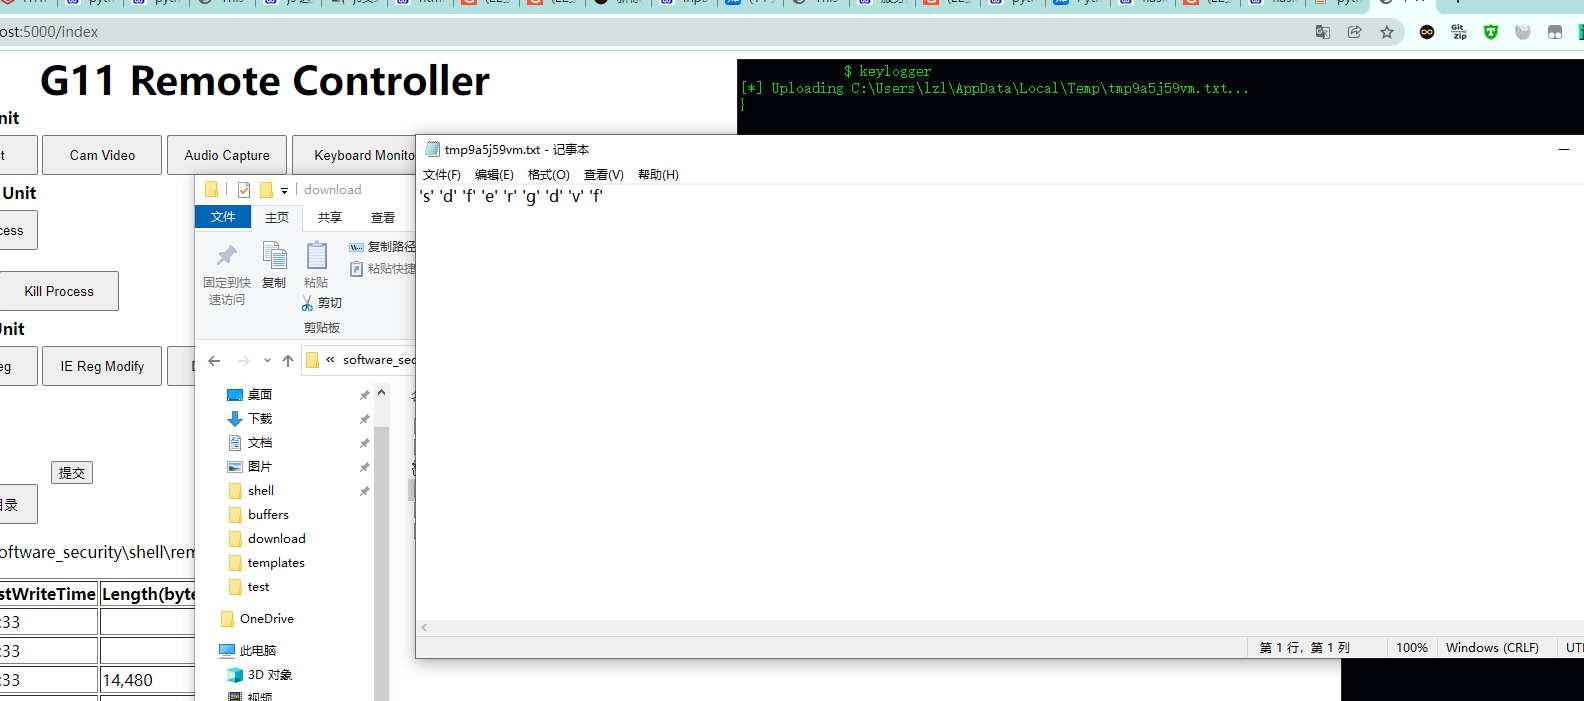 ost:5000/index
G11 Remote Controller
$ keylogger
[*] Uploading C:\Users\lzl\AppData\Local\Temp\tmp9a5j59vm.txt...
}
nit
t
Cam Video
Audio Capture
Keyboard Monito
Unit
cess
Kill Process
Unit
eg
IE Reg Modify
提交
目录
oftware_security\shell\rem
stWriteTime
Length(byte
:33
:33
:33
14,480
download
文件
主页
共享
查看
固定到快
速访问
复制
粘贴
复制路径
粘贴快捷
剪切
剪贴板
« software_sec
桌面
下载
文档
图片
shell
buffers
download
templates
test
OneDrive
此电脑
3D 对象
视频
tmp9a5j59vm.txt - 记事本
文件(F) 编辑(E) 格式(O) 查看(V) 帮助(H)
's' 'd' 'f' 'e' 'r' 'g' 'd' 'v' 'f'
第 1 行，第 1 列
100%
Windows (CRLF)
UTF